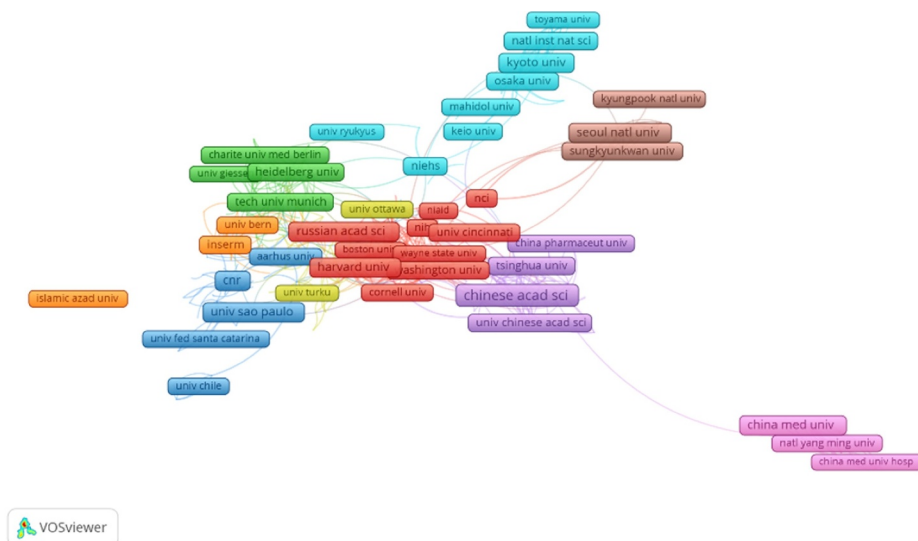 toyama univ
natl inst nat sci
kyoto univ
osaka univ
kyungpook natl univ
mahidol univ
keio univ
univ ryukyus
seoul natl univ
sungkyunkwan univ
charite univ med berlin
niehs
univ giesse
heidelberg univ
nci
tech univ munich
univ ottawa
niaid
univ bern
russian acad sci
nih
univ cincinnati
inserm
china pharmaceut univ
boston univ
wayne state univ
aarhus univ
harvard univ
washington univ
tsinghua univ
cnr
islamic azad univ
univ turku
cornell univ
chinese acad sci
univ sao paulo
univ chinese acad sci
univ fed santa catarina
univ chile
china med univ
natl yang ming univ
china med univ hosp
VOSviewer